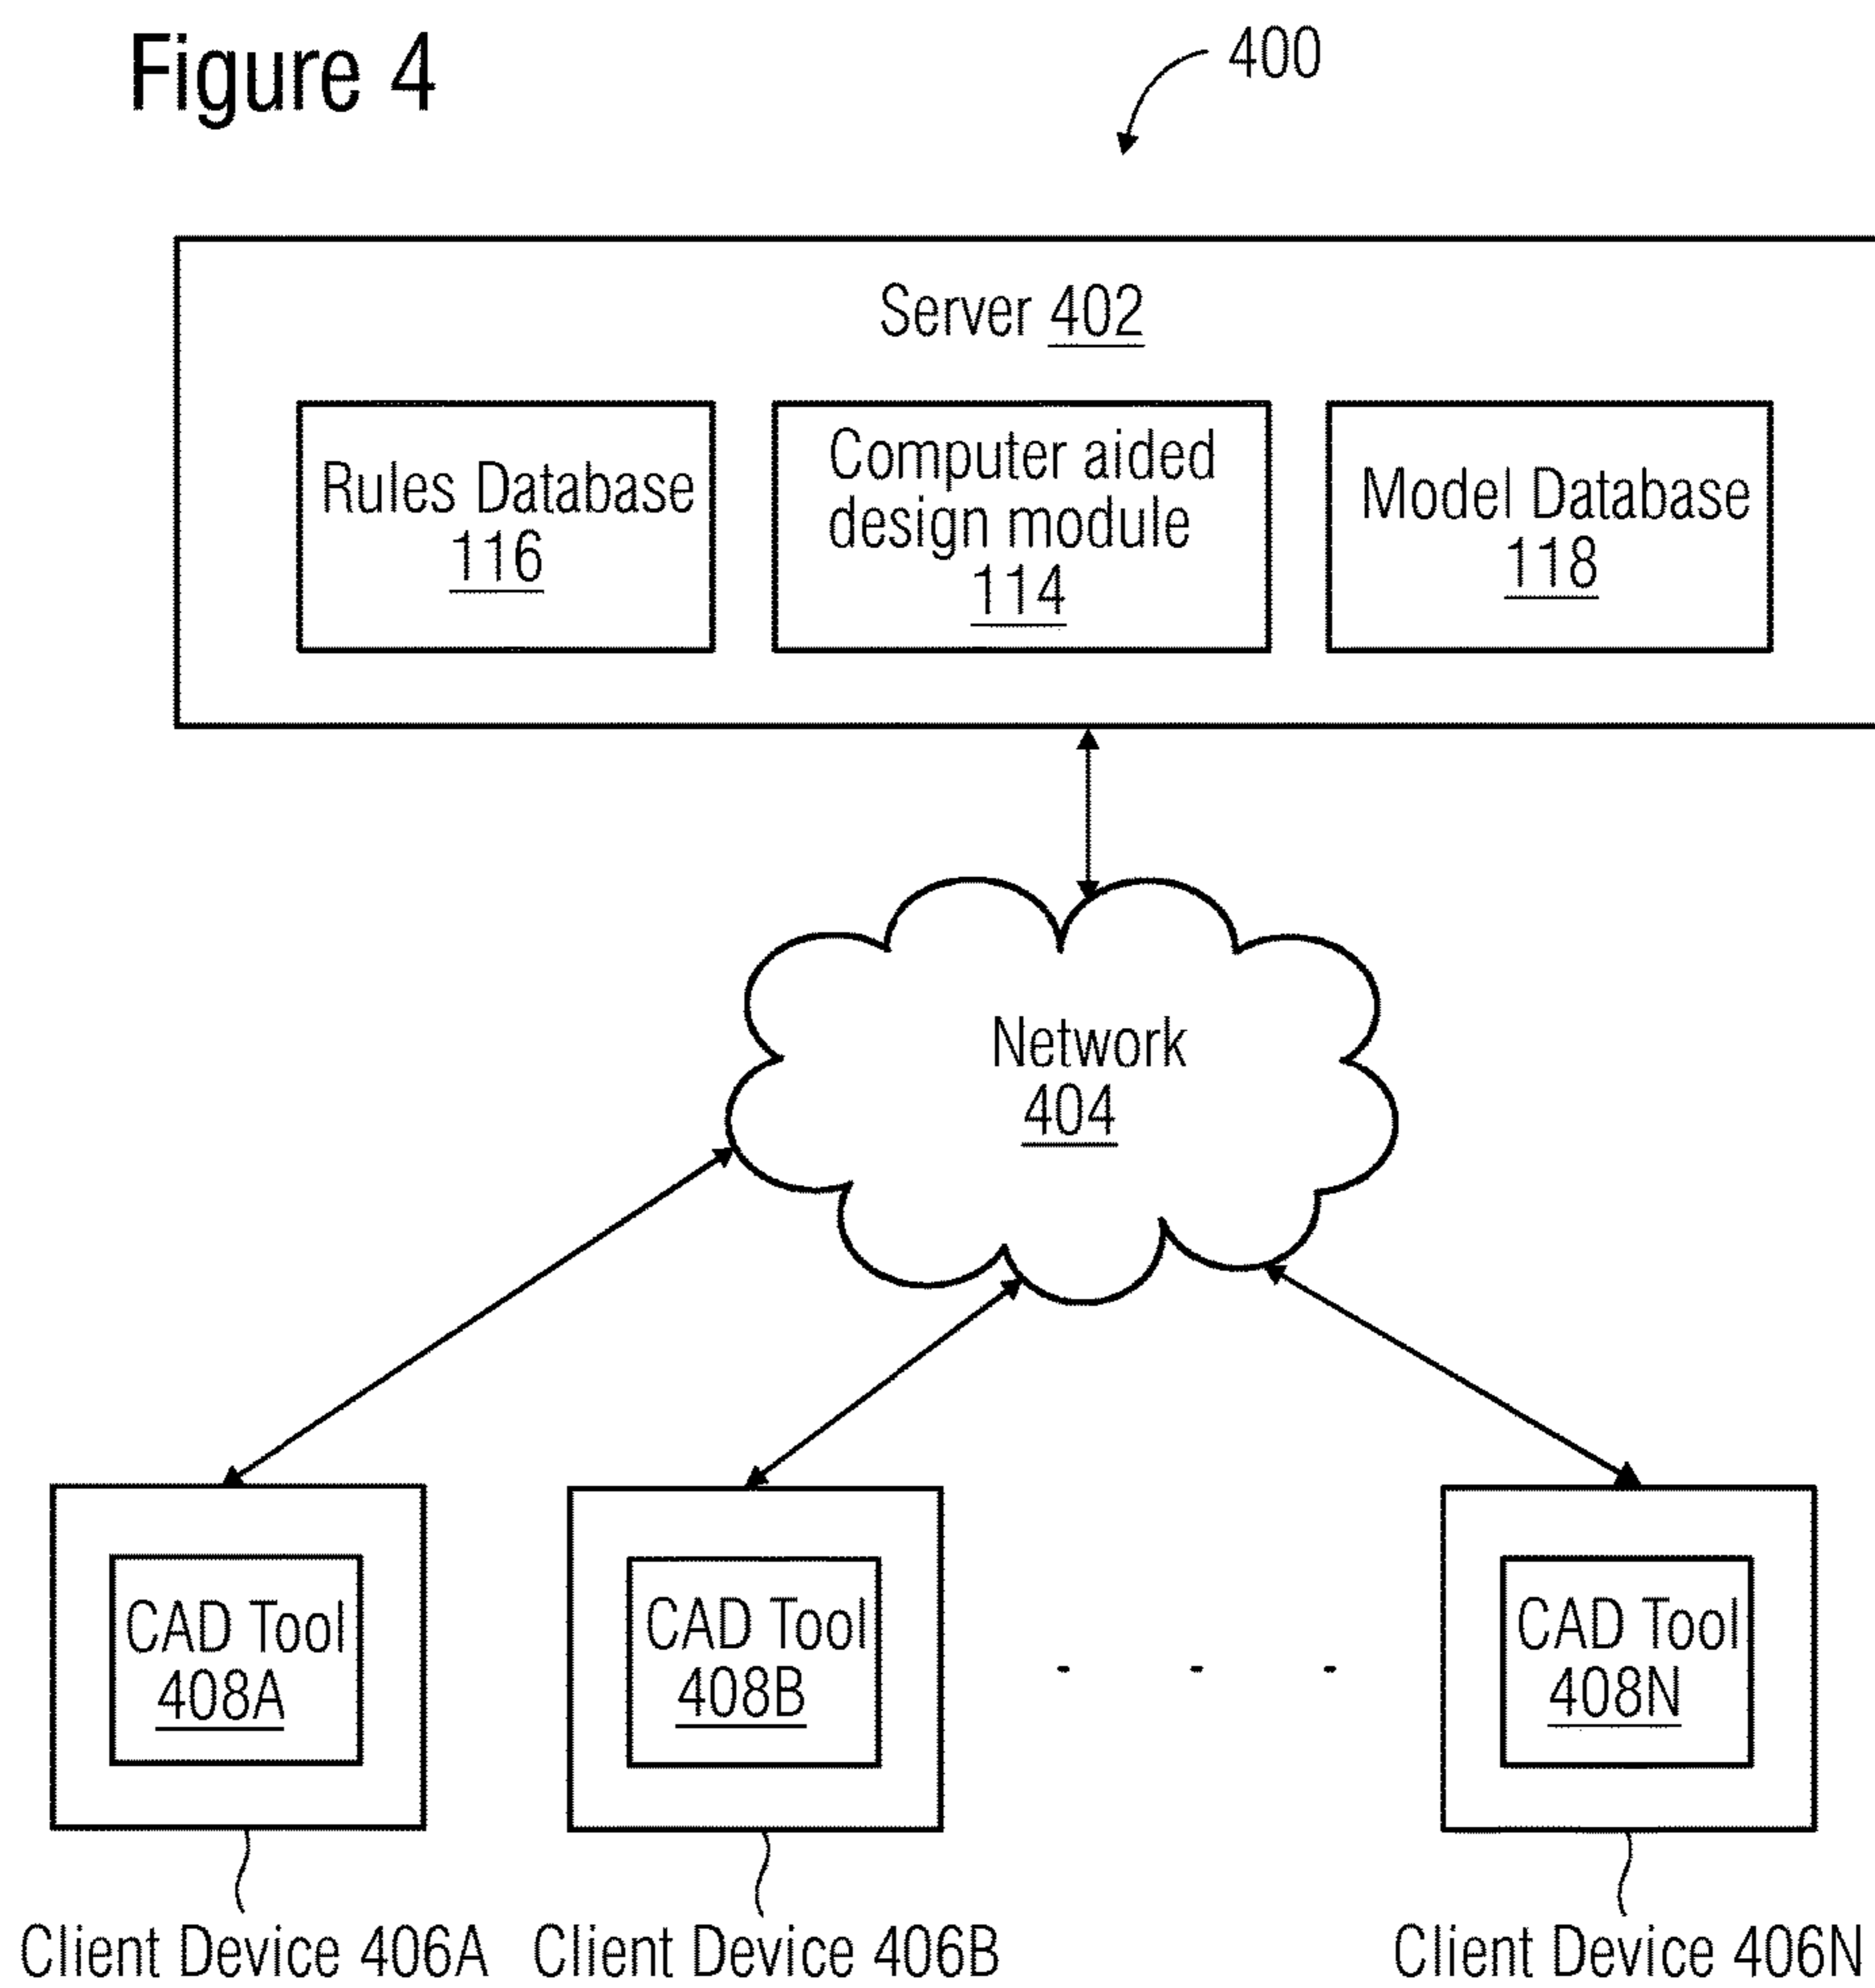 Figure 4
400
Server 402
Rules Database
116
Computer aided
design module
114
Model Database
118
Network
404
CAD Tool
408A
CAD Tool
408B
CAD Tool
408N
Client Device 406A
Client Device 406B
Client Device 406N